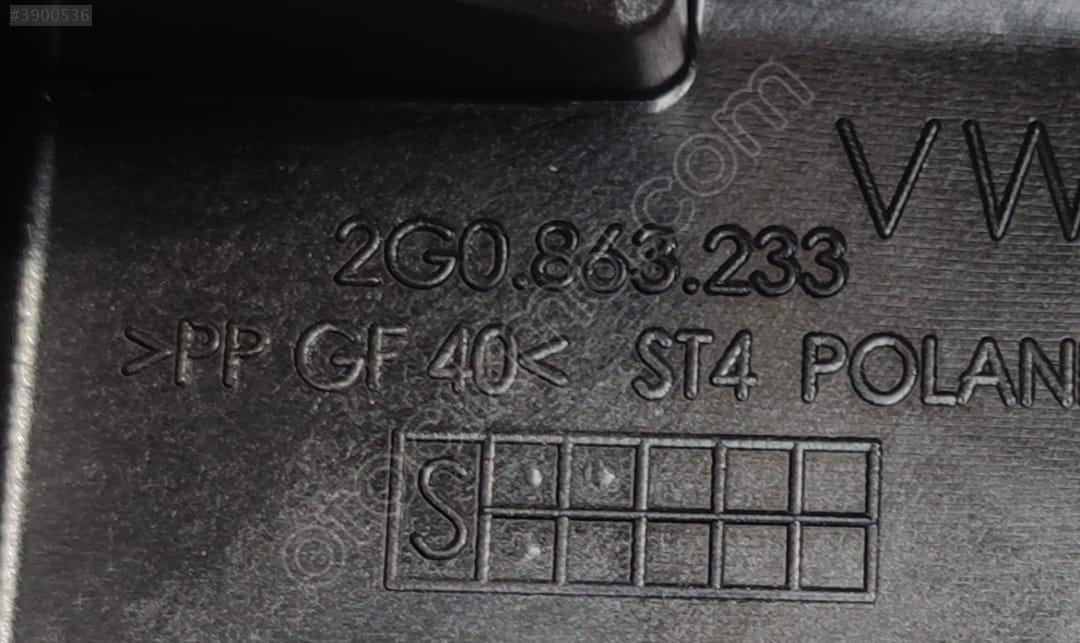 #3900536
VW
2G0.863.233
>PP GF 40< ST4 POLAN
S